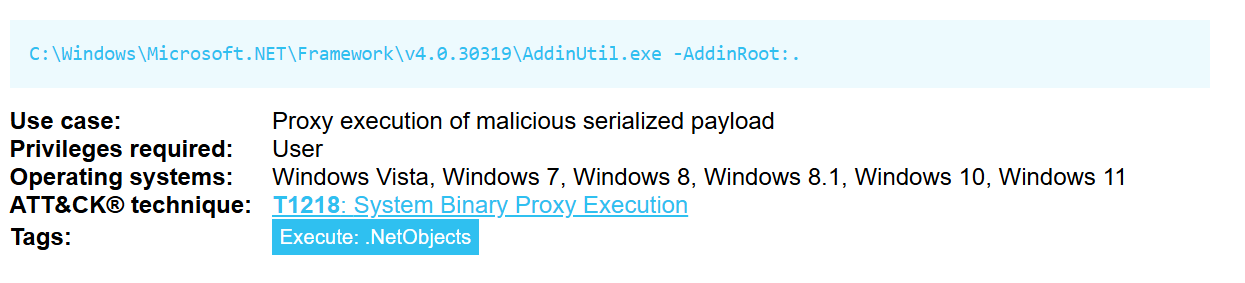 C:\Windows\Microsoft.NET\Framework\v4.0.30319\AddinUtil.exe -AddinRoot:.
Use case: Proxy execution of malicious serialized payload
Privileges required: User
Operating systems: Windows Vista, Windows 7, Windows 8, Windows 8.1, Windows 10, Windows 11
ATT&CK® technique: T1218: System Binary Proxy Execution
Tags: Execute: .NetObjects